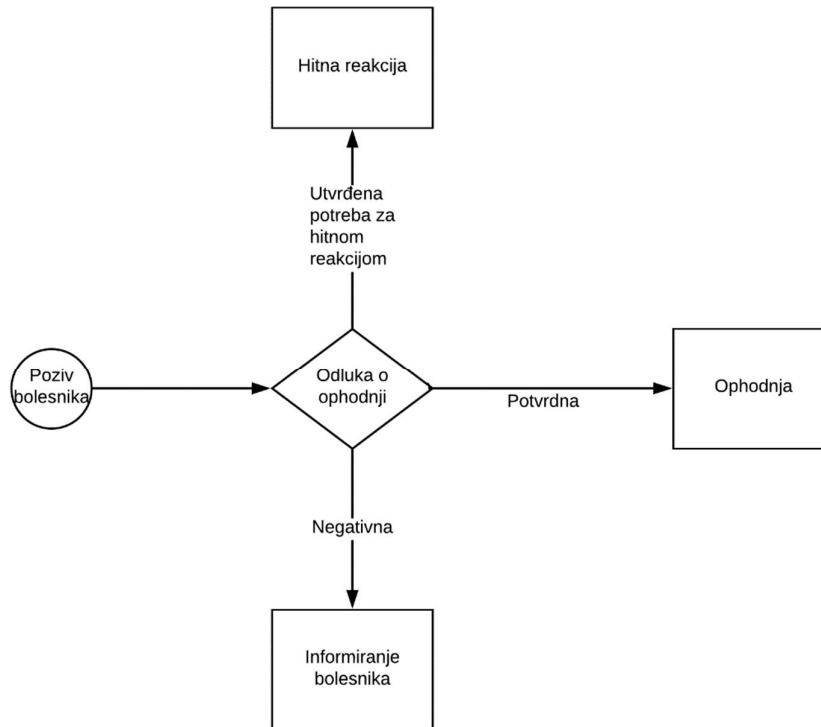 Hitna reakcija
Utvrđena
potreba za
hitnom
reakcijom
Poziv
bolesnika
Odluka o
ophodnji
Potvrdna
Ophodnja
Negativna
Informiranje
bolesnika